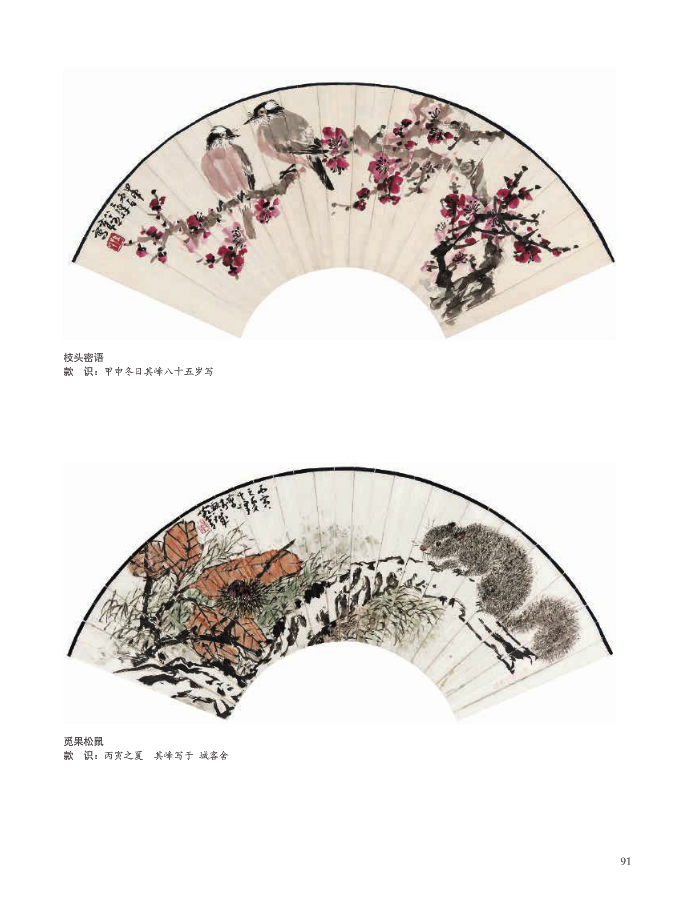 枝头密语
款　识：甲申冬日其峰八十五岁写
觅果松鼠
款　识：丙寅之夏　其峰写于 城客舍
91